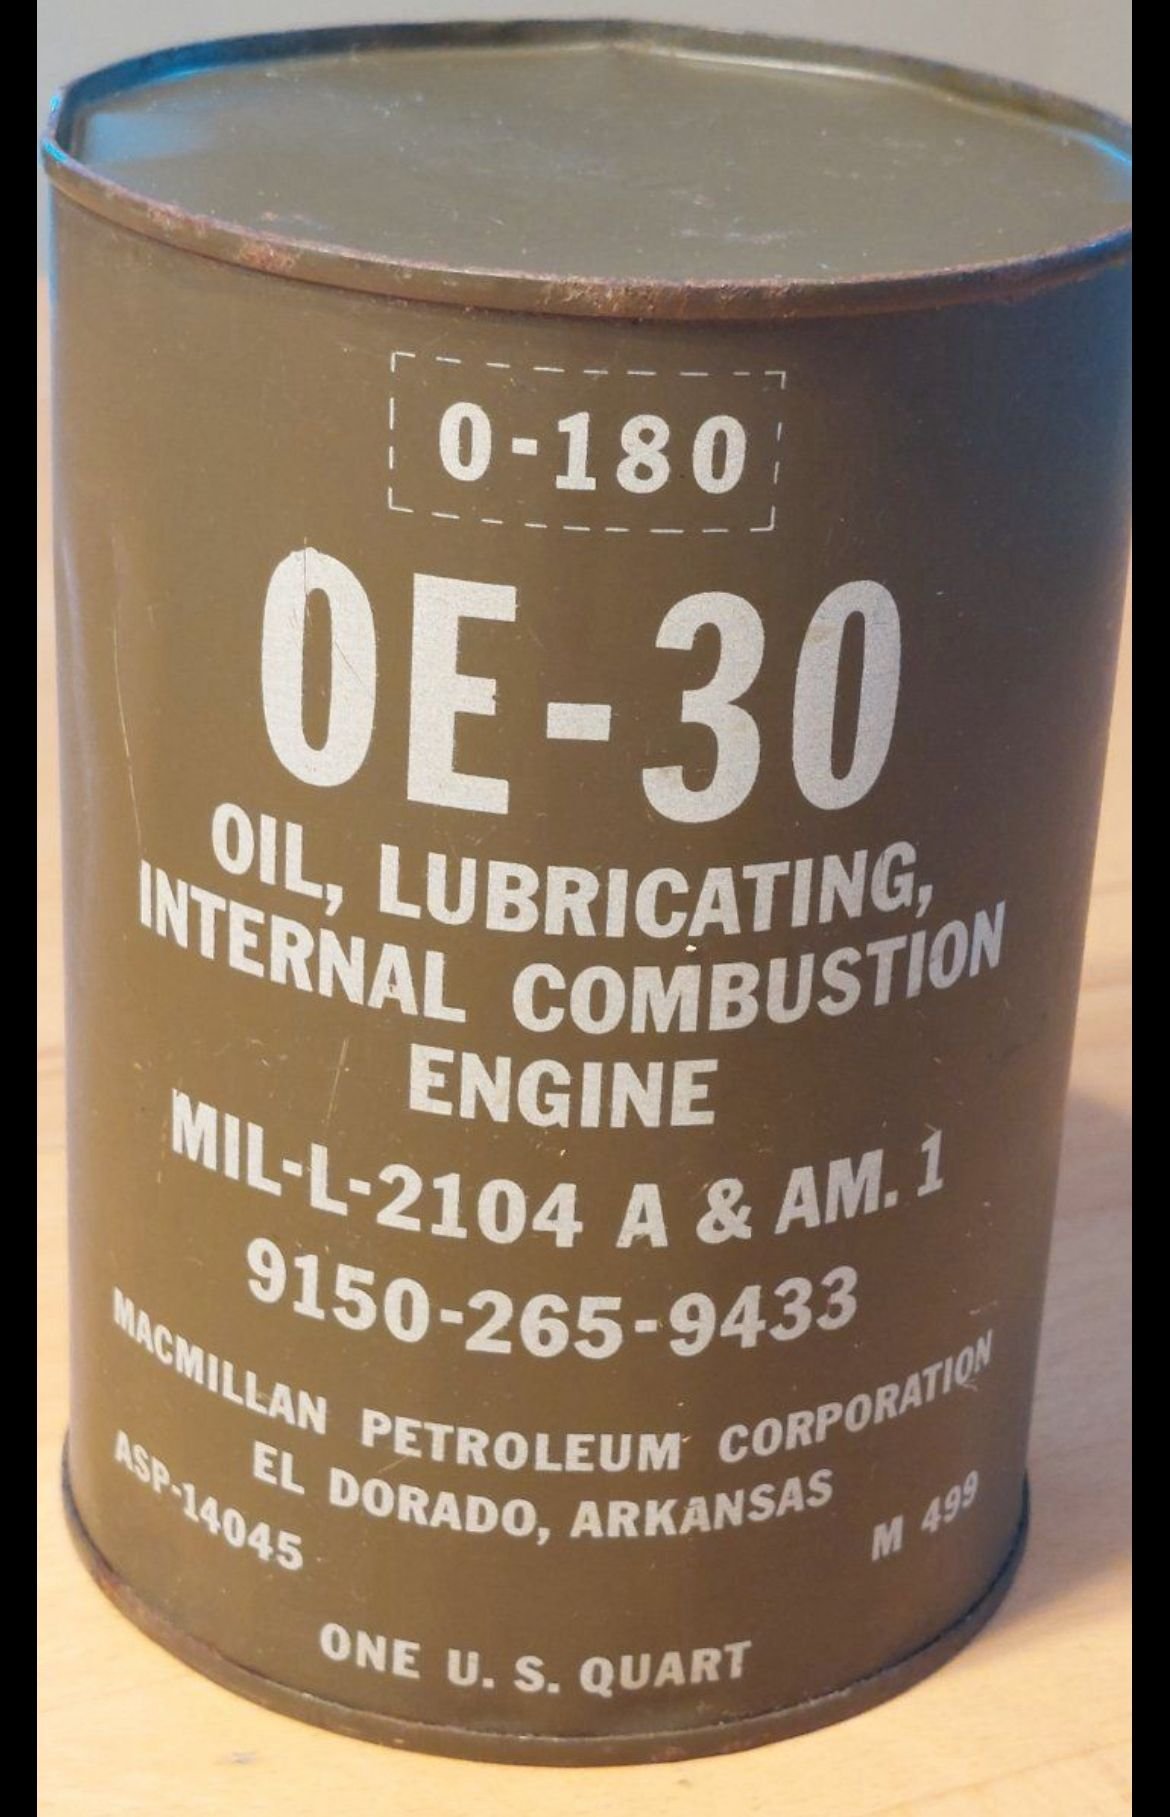 O-180
OE-30
OIL, LUBRICATING,
INTERNAL COMBUSTION
ENGINE
MIL-L-2104 A & AM. 1
9150-265-9433
MACMILLAN PETROLEUM CORPORATION
EL DORADO, ARKANSAS
ASP-14045 M 499
ONE U. S. QUART